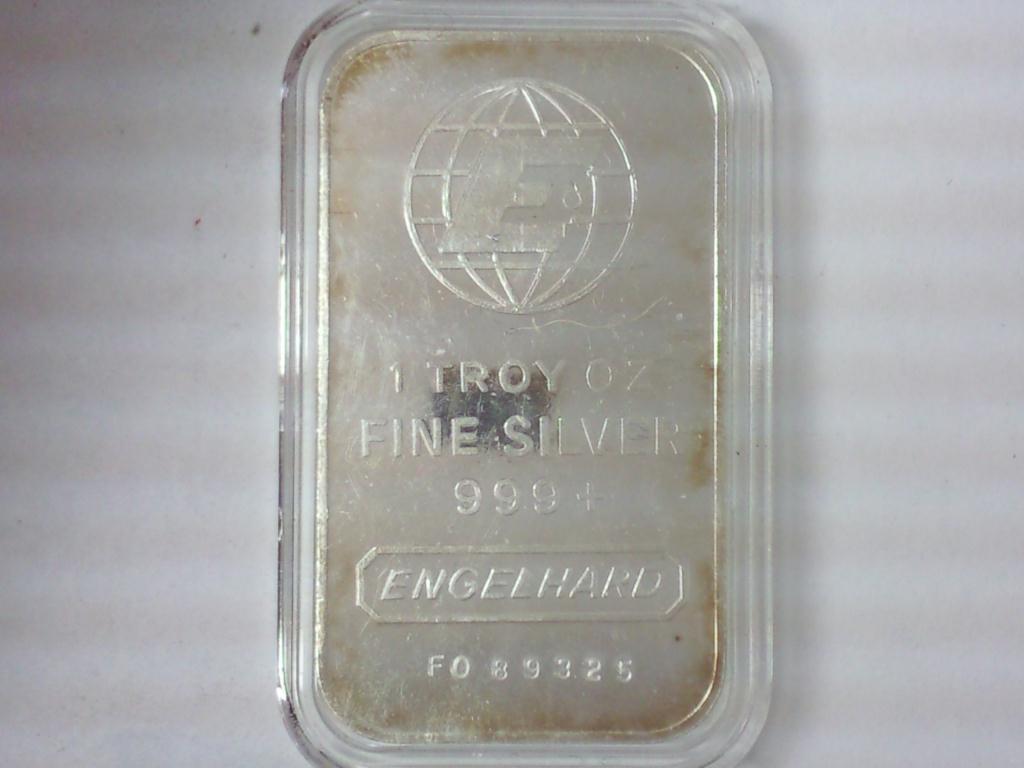 E
1 TROY OZ
FINE SILVER
999+
ENGELHARD
FO 89325